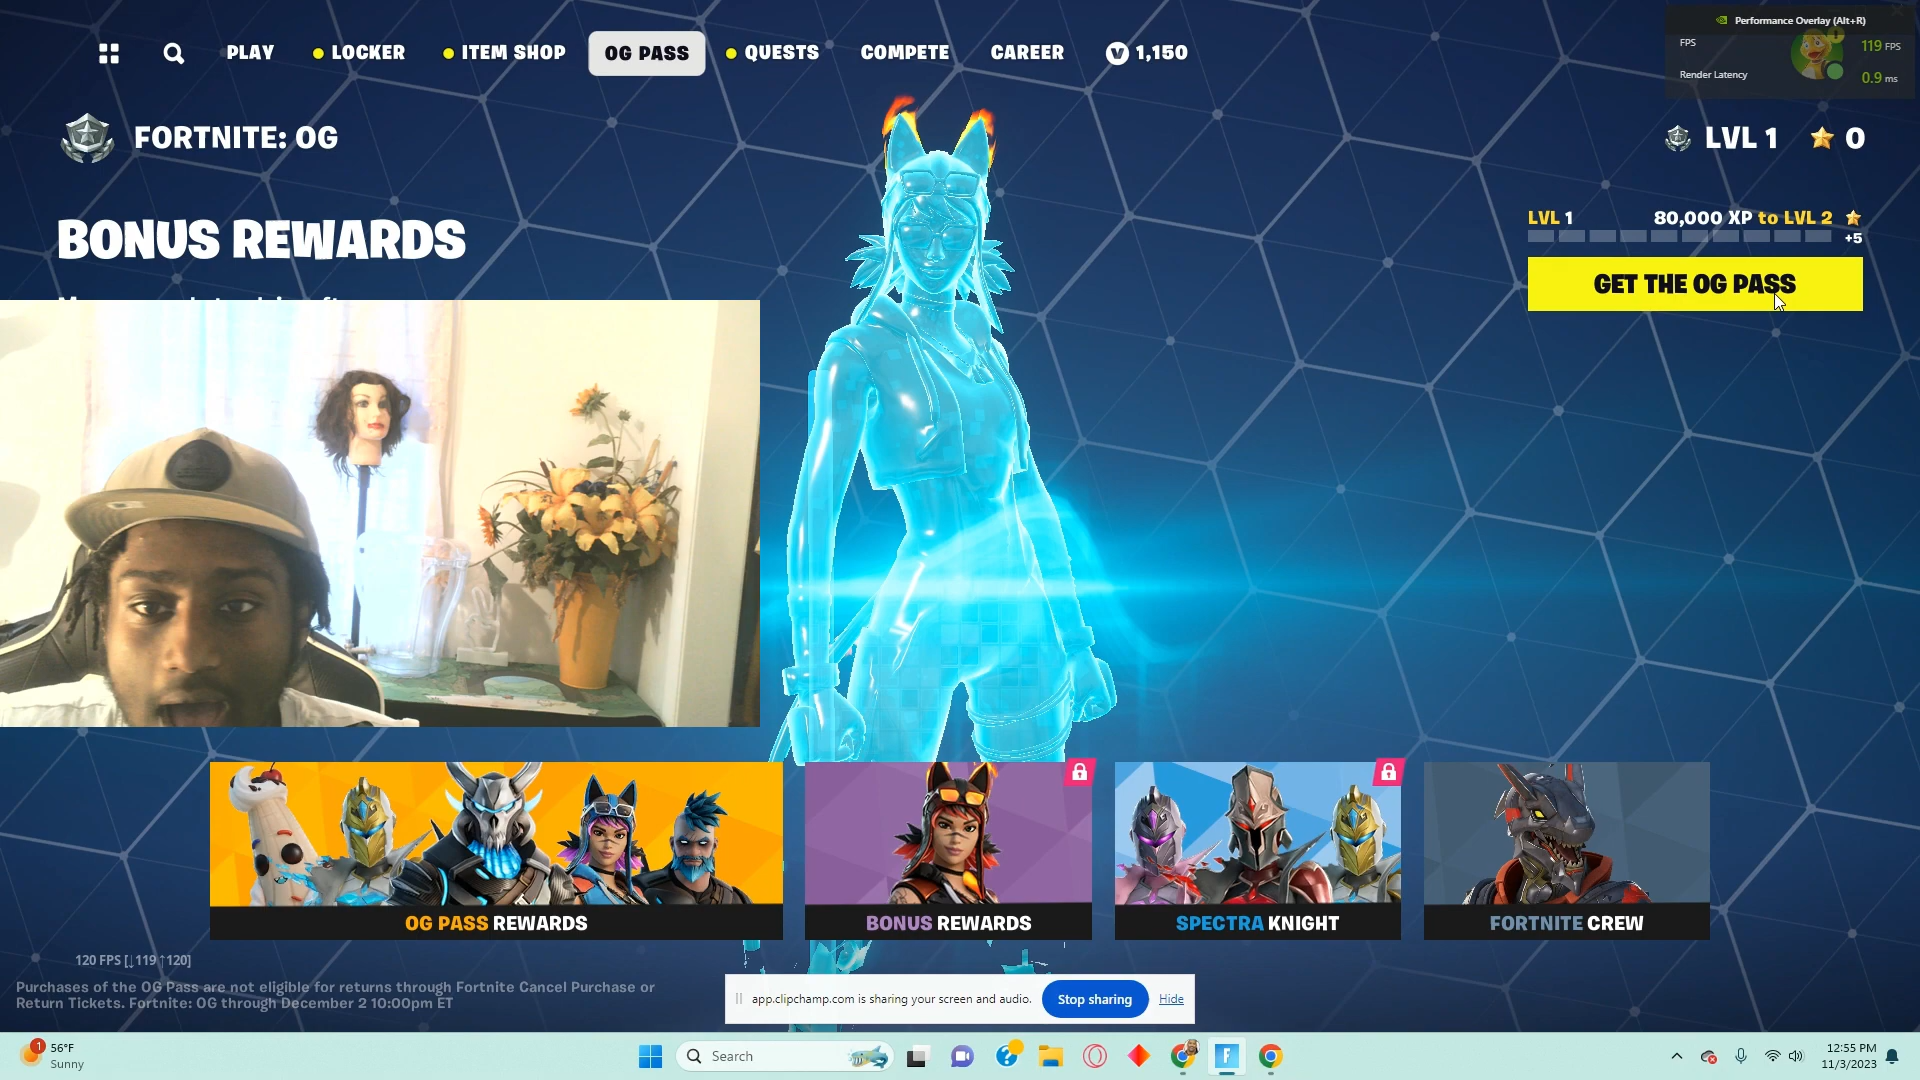 PLAY
LOCKER
ITEM SHOP
OG PASS
QUESTS
COMPETE
CAREER
V 1,150
Performance Overlay (Alt+R)
FPS
119 FPS
Render Latency
0.9 ms
FORTNITE: OG
LVL 1
0
BONUS REWARDS
LVL 1
80,000 XP to LVL 2
+5
GET THE OG PASS
OG PASS REWARDS
BONUS REWARDS
SPECTRA KNIGHT
FORTNITE CREW
120 FPS [↓119 ↑120]
Purchases of the OG Pass are not eligible for returns through Fortnite Cancel Purchase or
Return Tickets. Fortnite: OG through December 2 10:00pm ET
app.clipchamp.com is sharing your screen and audio.
Stop sharing
Hide
1
56°F
Sunny
Search
F
12:55 PM
11/3/2023